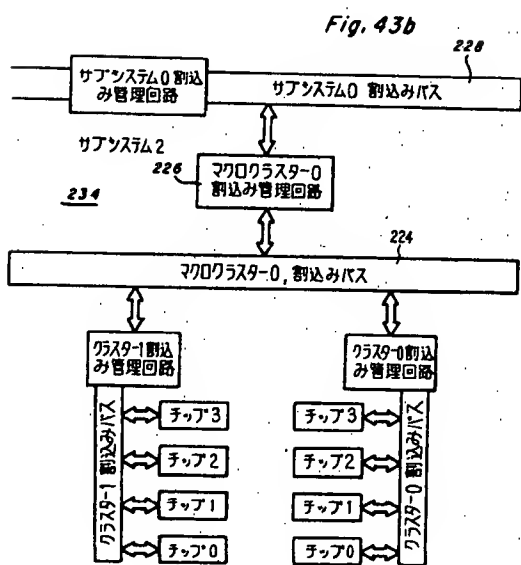 Fig. 43b
228
サブシステム0 割込
み管理回路
サブシステム0 割込みバス
サブシステム2
226
マクロクラスター0
割込み管理回路
234
224
マクロクラスター0, 割込みバス
クラスター1 割込
み管理回路
クラスター0 割込
み管理回路
クラスター1 割込みバス
チップ3
チップ2
チップ1
チップ0
チップ3
チップ2
チップ1
チップ0
クラスター0 割込みバス